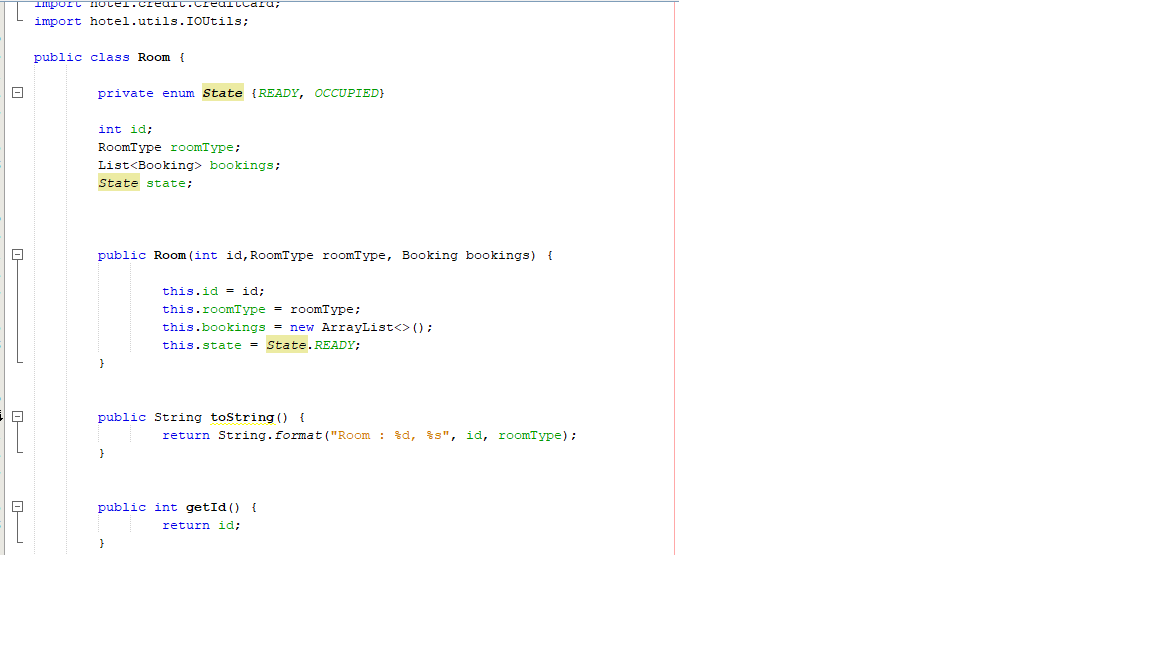 import hotel.credit.CreditCard;
import hotel.utils.IOUtils;
public class Room {
private enum State {READY, OCCUPIED}
int id;
RoomType roomType;
List<Booking> bookings;
State state;
public Room(int id,RoomType roomType, Booking bookings) {
this.id = id;
this.roomType = roomType;
this.bookings = new ArrayList<>();
this.state = State.READY;
}
public String toString() {
return String.format("Room : %d, %s", id, roomType);
}
public int getId() {
return id;
}